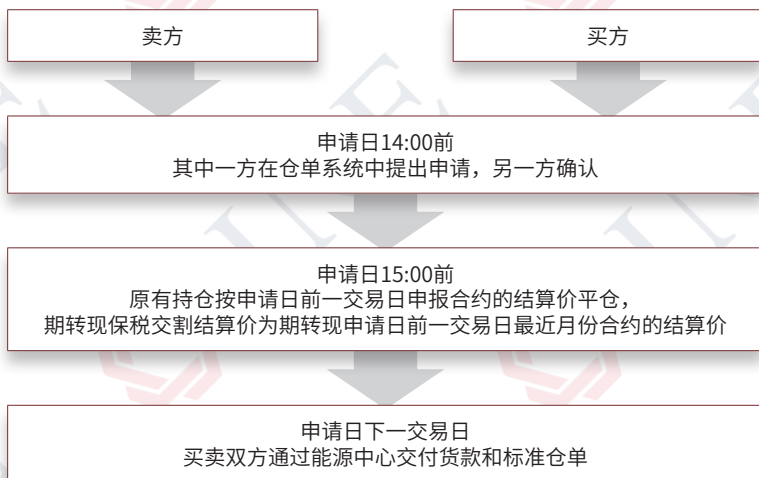 卖方
买方
申请日14:00前
其中一方在仓单系统中提出申请，另一方确认
申请日15:00前
原有持仓按申请日前一交易日申报合约的结算价平仓，
期转现保税交割结算价为期转现申请日前一交易日最近月份合约的结算价
申请日下一交易日
买卖双方通过能源中心交付货款和标准仓单